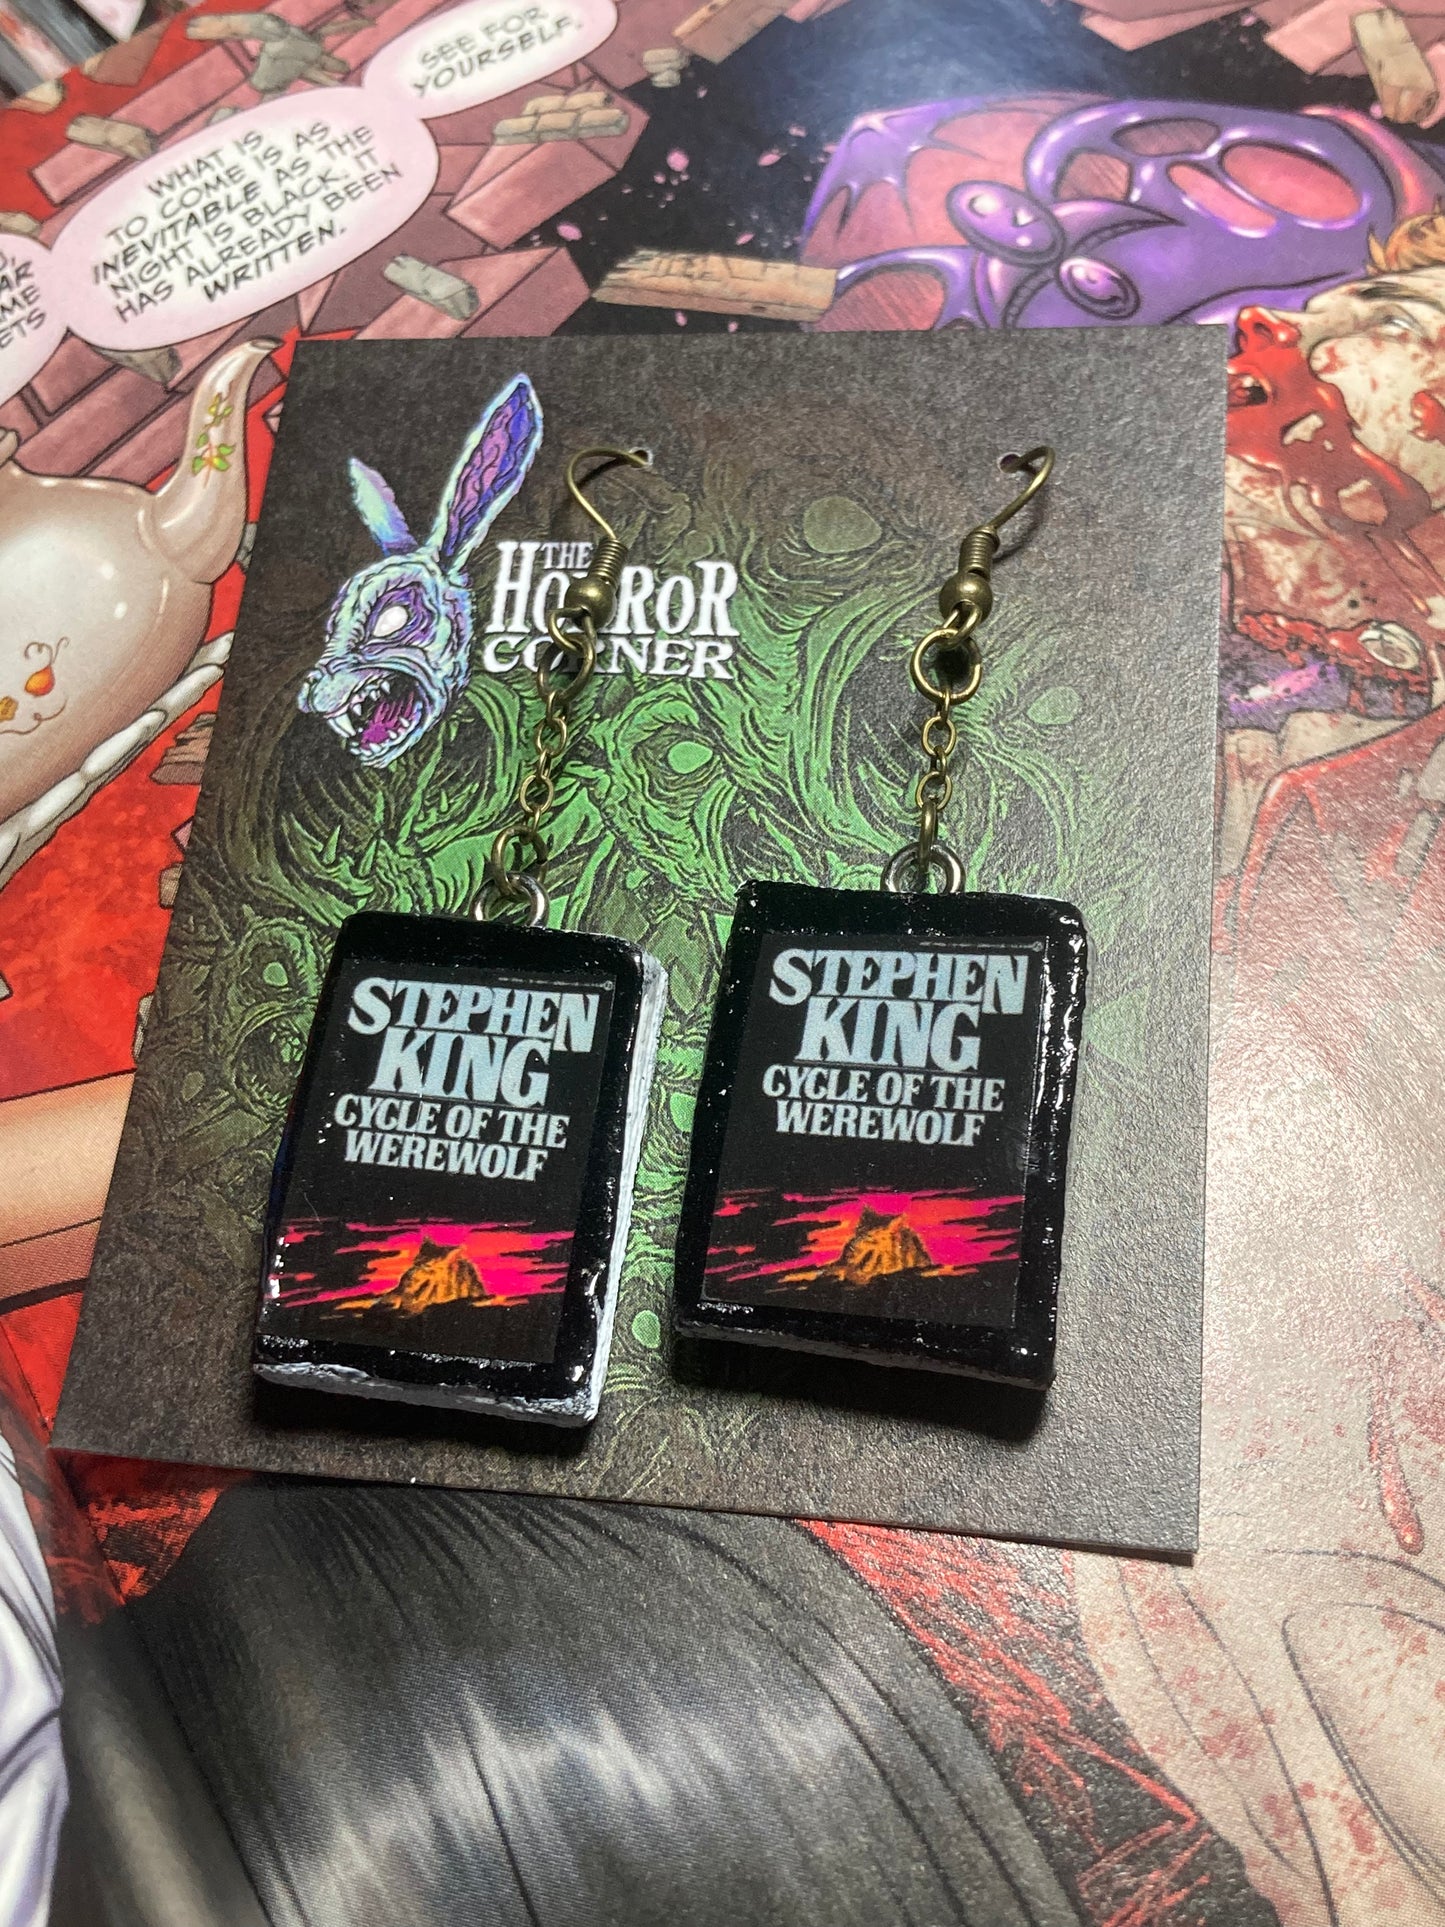 SEE FOR
YOURSELF.
WHAT IS
TO COME IS AS
INEVITABLE AS THE
NIGHT IS BLACK. IT
HAS ALREADY BEEN
WRITTEN.
THE
HORROR
CORNER
STEPHEN
KING
CYCLE OF THE
WEREWOLF
STEPHEN
KING
CYCLE OF THE
WEREWOLF